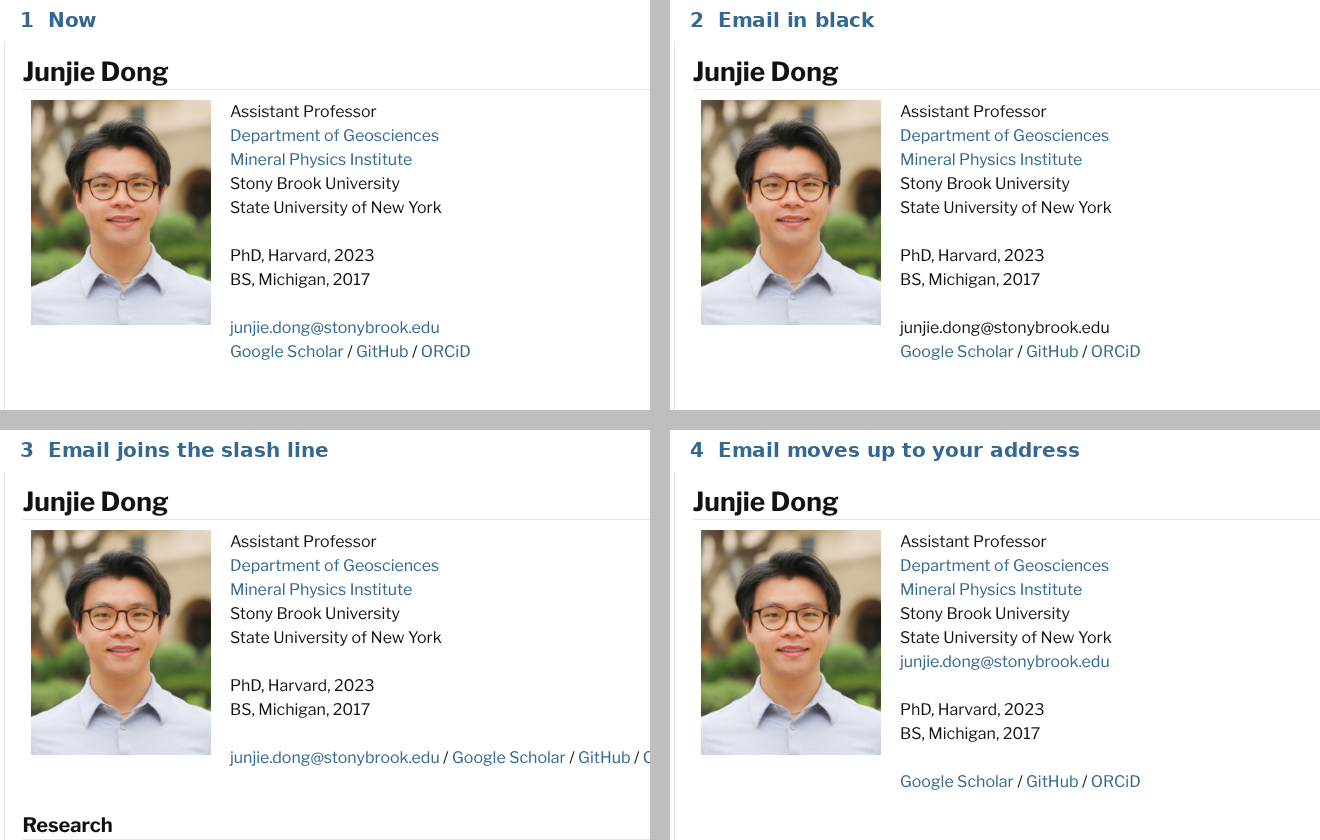 1 Now
Junjie Dong
Assistant Professor
Department of Geosciences
Mineral Physics Institute
Stony Brook University
State University of New York
PhD, Harvard, 2023
BS, Michigan, 2017
junjie.dong@stonybrook.edu
Google Scholar / GitHub / ORCiD
2 Email in black
Junjie Dong
Assistant Professor
Department of Geosciences
Mineral Physics Institute
Stony Brook University
State University of New York
PhD, Harvard, 2023
BS, Michigan, 2017
junjie.dong@stonybrook.edu
Google Scholar / GitHub / ORCiD
3 Email joins the slash line
Junjie Dong
Assistant Professor
Department of Geosciences
Mineral Physics Institute
Stony Brook University
State University of New York
PhD, Harvard, 2023
BS, Michigan, 2017
junjie.dong@stonybrook.edu / Google Scholar / GitHub /
Research
4 Email moves up to your address
Junjie Dong
Assistant Professor
Department of Geosciences
Mineral Physics Institute
Stony Brook University
State University of New York
junjie.dong@stonybrook.edu
PhD, Harvard, 2023
BS, Michigan, 2017
Google Scholar / GitHub / ORCiD